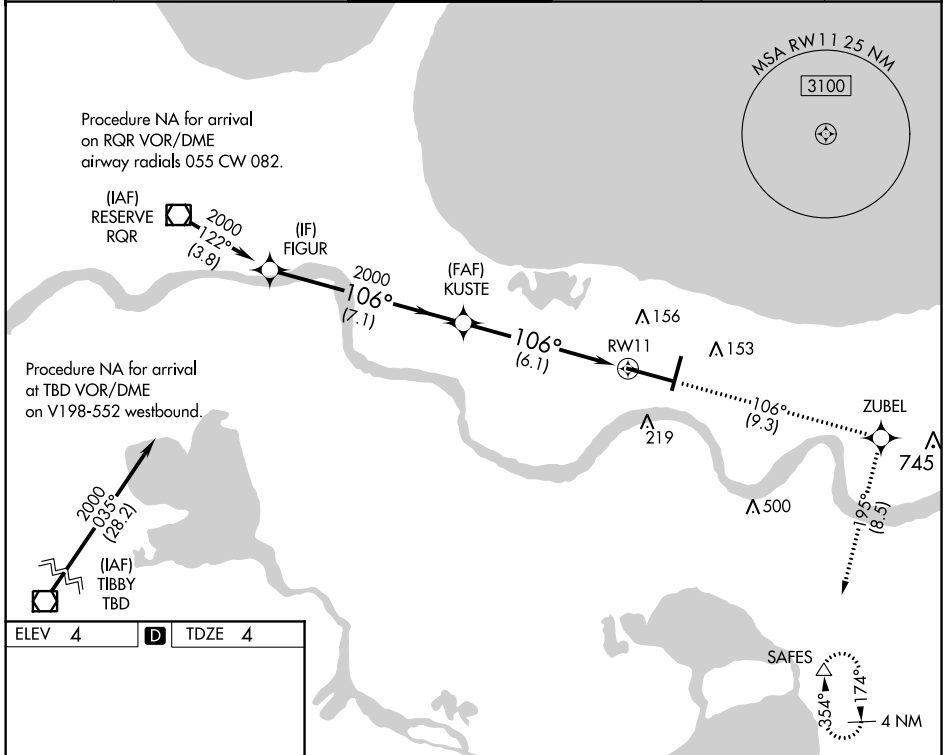 MSA RW11 25 NM
3100
Procedure NA for arrival
on RQR VOR/DME
airway radials 055 CW 082.
(IAF)
RESERVE
RQR
2000
122°
(3.8)
(IF)
FIGUR
2000
106°
(7.1)
(FAF)
KUSTE
106°
(6.1)
RW11
156
153
219
500
106°
(9.3)
ZUBEL
745
195°
(8.5)
Procedure NA for arrival
at TBD VOR/DME
on V198-552 westbound.
2000
035°
(28.2)
(IAF)
TIBBY
TBD
ELEV 4 D TDZE 4
SAFES
354°
174°
4 NM